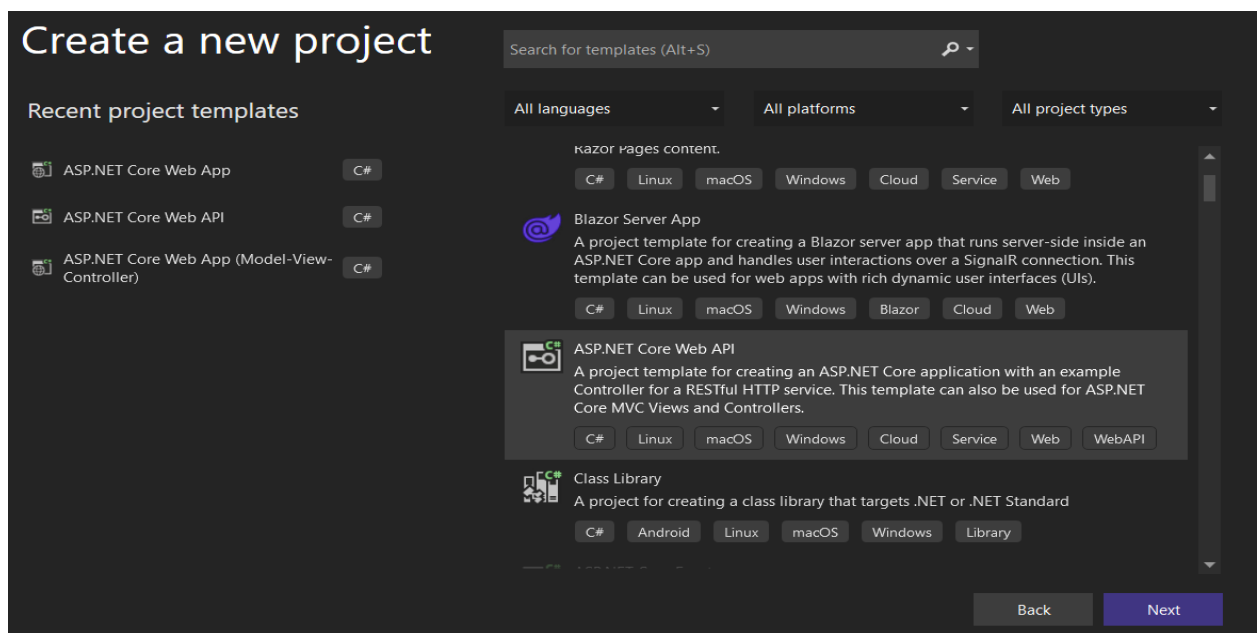 Create a new project
Search for templates (Alt+S)
Recent project templates
All languages
All platforms
All project types
ASP.NET Core Web App
C#
ASP.NET Core Web API
C#
ASP.NET Core Web App (Model-View-
Controller)
C#
Razor Pages content.
C# Linux macOS Windows Cloud Service Web
Blazor Server App
A project template for creating a Blazor server app that runs server-side inside an
ASP.NET Core app and handles user interactions over a SignalR connection. This
template can be used for web apps with rich dynamic user interfaces (UIs).
C# Linux macOS Windows Blazor Cloud Web
C#
ASP.NET Core Web API
A project template for creating an ASP.NET Core application with an example
Controller for a RESTful HTTP service. This template can also be used for ASP.NET
Core MVC Views and Controllers.
C# Linux macOS Windows Cloud Service Web WebAPI
C#
Class Library
A project for creating a class library that targets .NET or .NET Standard
C# Android Linux macOS Windows Library
Back
Next